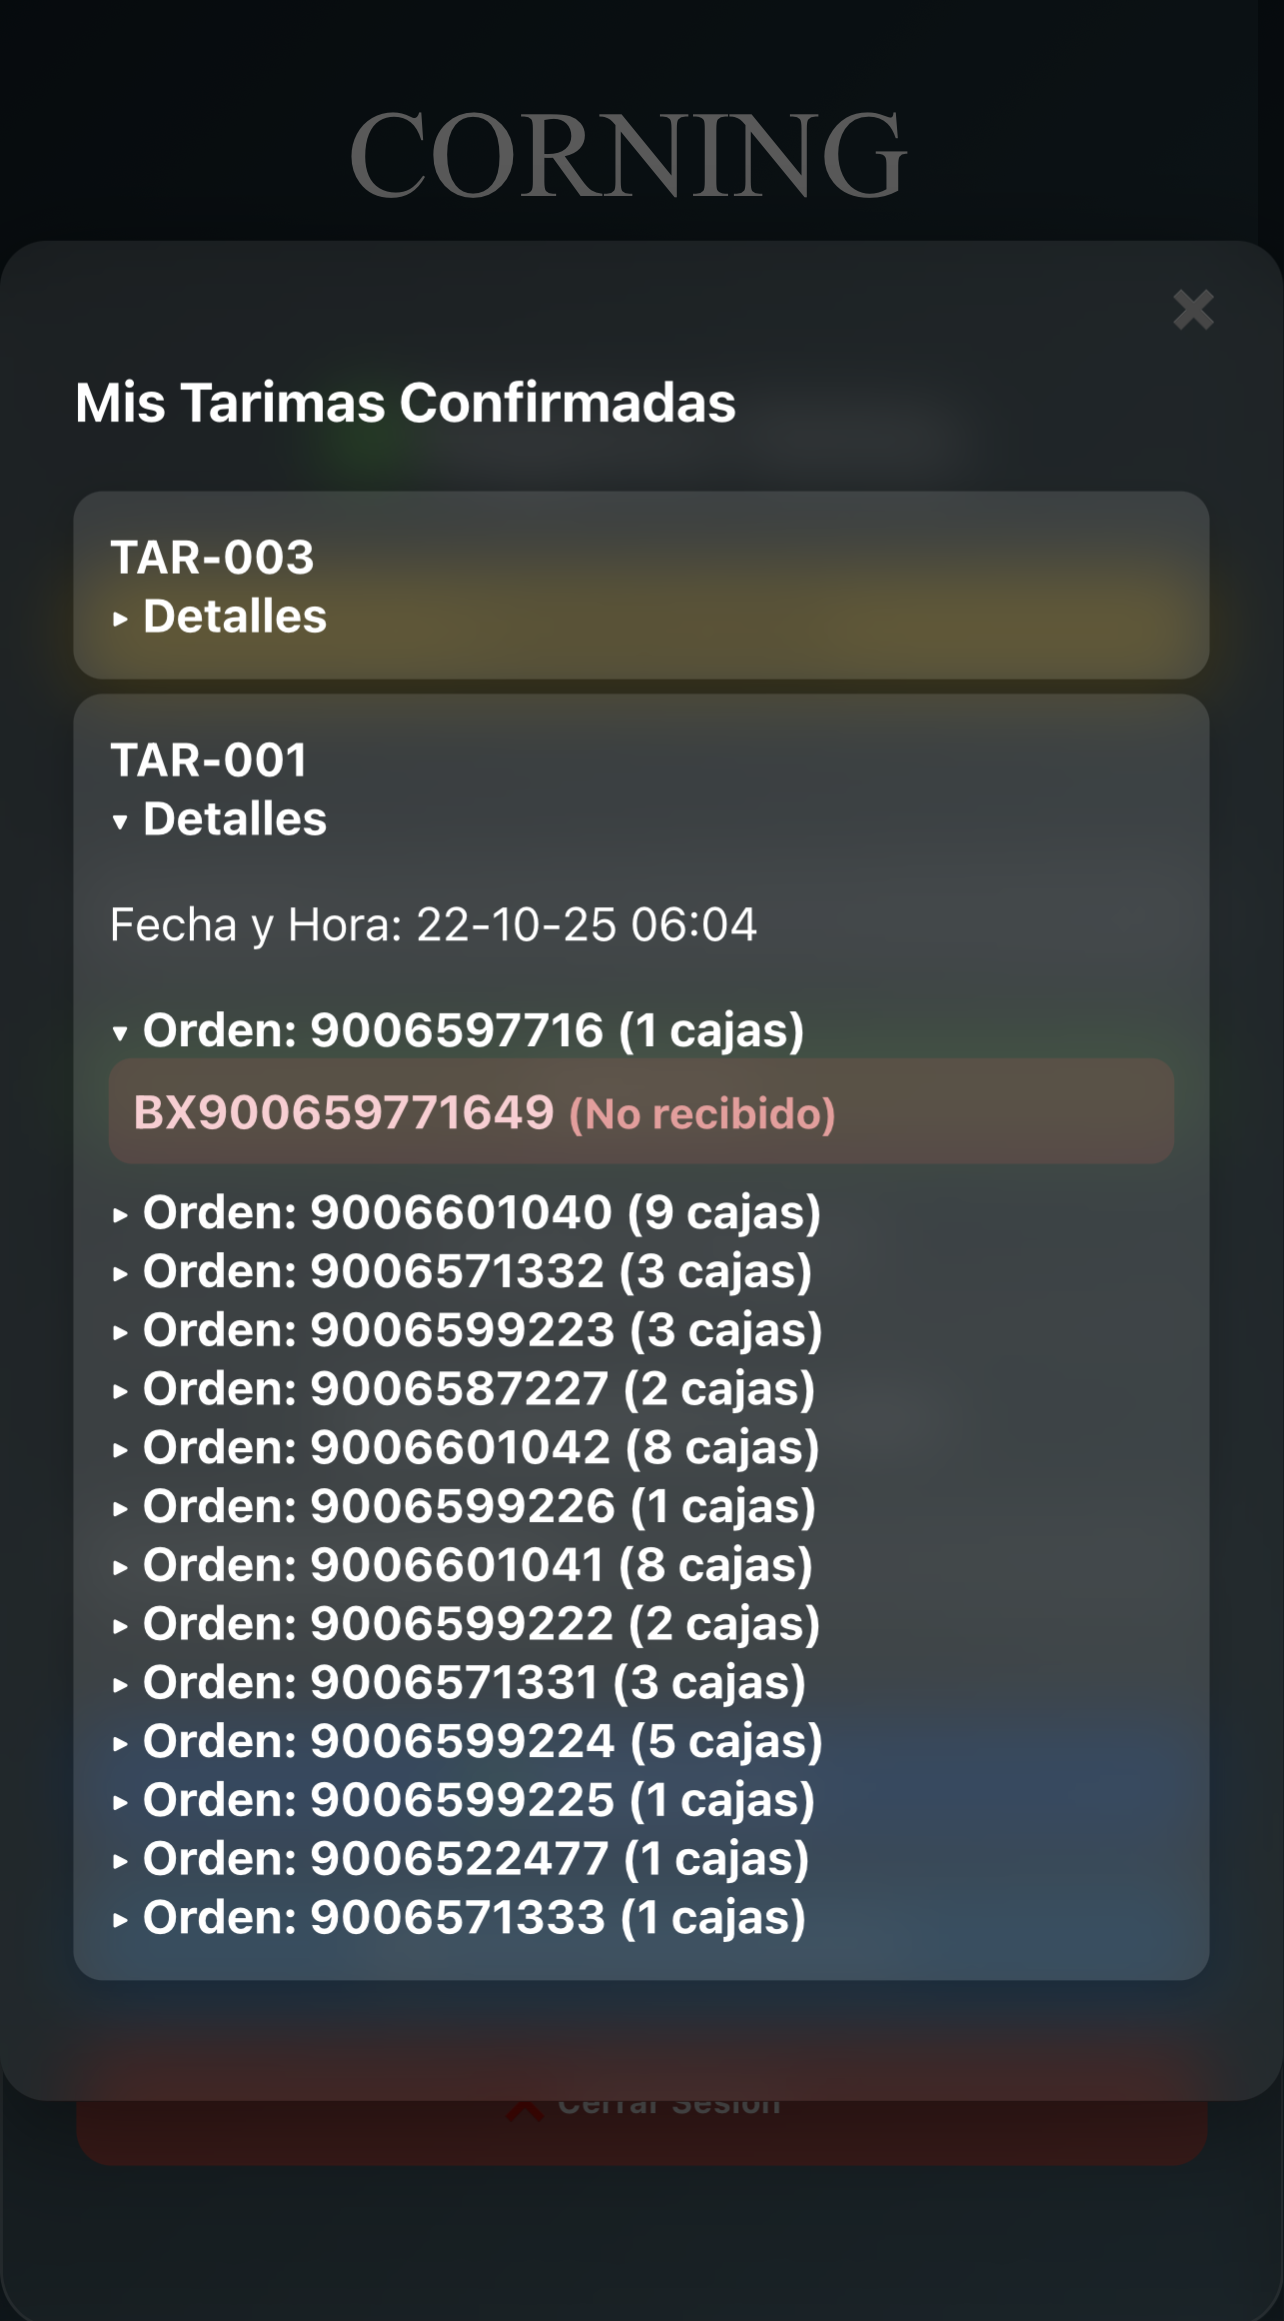 CORNING
Mis Tarimas Confirmadas
TAR-003
Detalles
TAR-001
Detalles
Fecha y Hora: 22-10-25 06:04
Orden: 9006597716 (1 cajas)
BX900659771649 (No recibido)
Orden: 9006601040 (9 cajas)
Orden: 9006571332 (3 cajas)
Orden: 9006599223 (3 cajas)
Orden: 9006587227 (2 cajas)
Orden: 9006601042 (8 cajas)
Orden: 9006599226 (1 cajas)
Orden: 9006601041 (8 cajas)
Orden: 9006599222 (2 cajas)
Orden: 9006571331 (3 cajas)
Orden: 9006599224 (5 cajas)
Orden: 9006599225 (1 cajas)
Orden: 9006522477 (1 cajas)
Orden: 9006571333 (1 cajas)
Cerrar Sesión